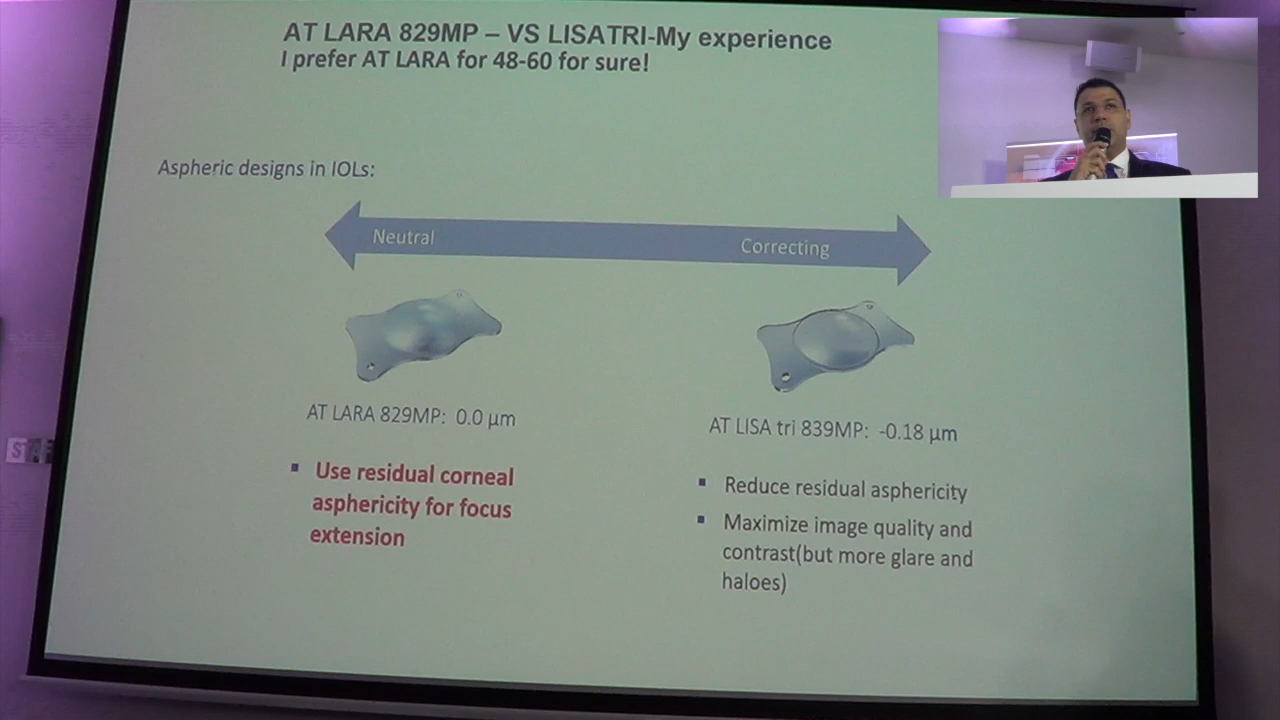 AT LARA 829MP – VS LISATRI-My experience
I prefer AT LARA for 48-60 for sure!
Aspheric designs in IOLs:
Neutral
Correcting
AT LARA 829MP: 0.0 µm
AT LISA tri 839MP: -0.18 µm
Use residual corneal
asphericity for focus
extension
Reduce residual asphericity
Maximize image quality and
contrast(but more glare and
haloes)